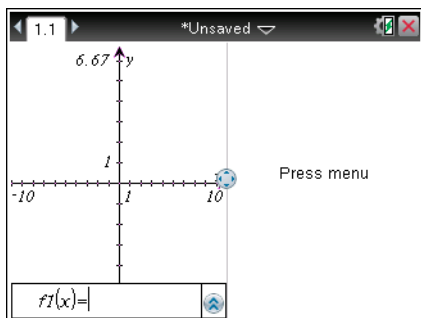 1.1 *Unsaved
6.67 y
1
-10 1 10
Press menu
f1(x)=